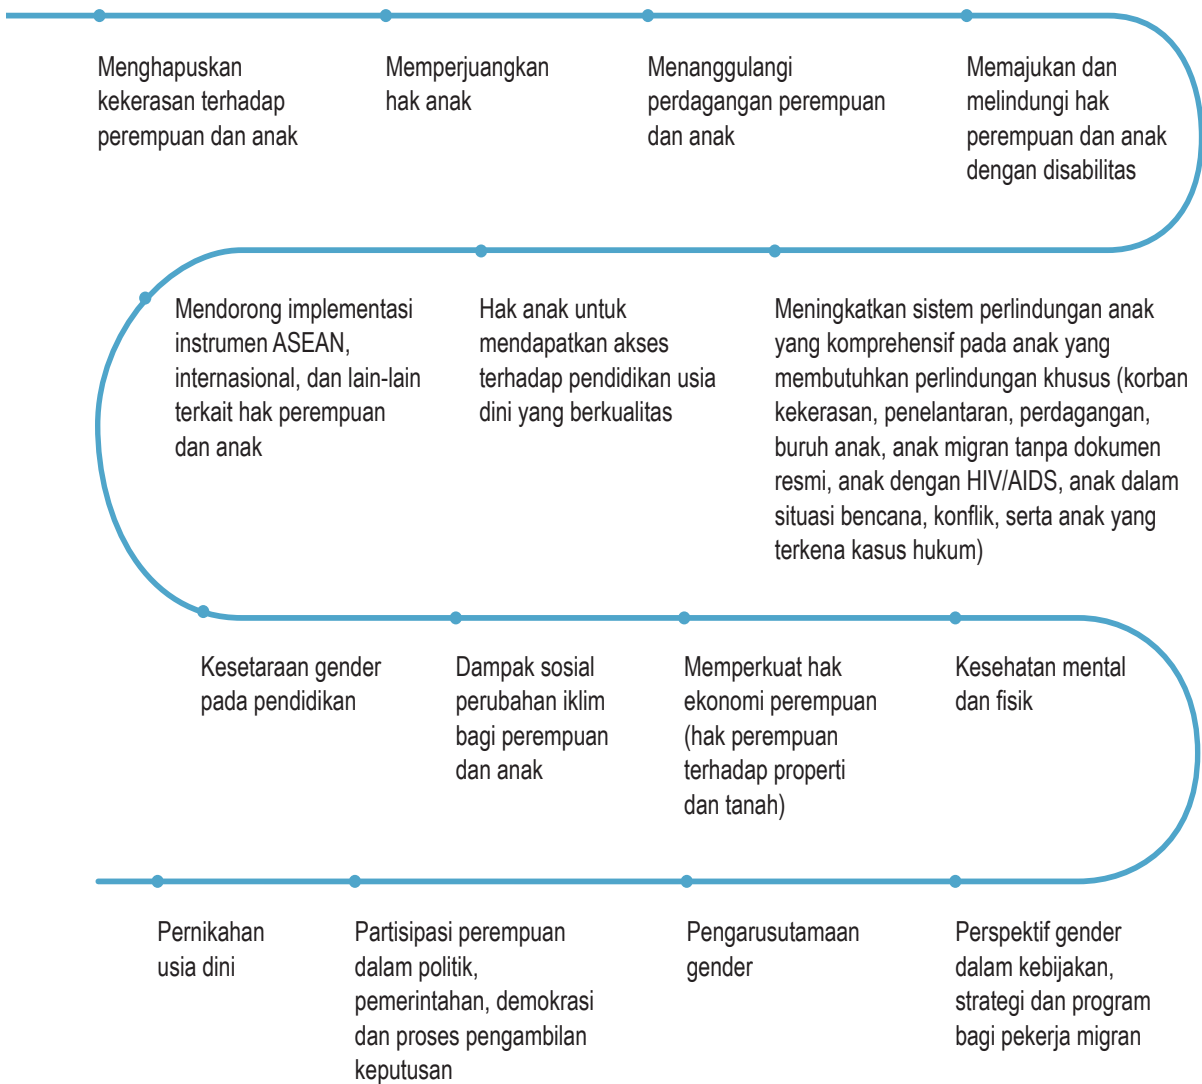 Menghapuskan
kekerasan terhadap
perempuan dan anak
Memperjuangkan
hak anak
Menanggulangi
perdagangan perempuan
dan anak
Memajukan dan
melindungi hak
perempuan dan anak
dengan disabilitas
Mendorong implementasi
instrumen ASEAN,
internasional, dan lain-lain
terkait hak perempuan
dan anak
Hak anak untuk
mendapatkan akses
terhadap pendidikan usia
dini yang berkualitas
Meningkatkan sistem perlindungan anak
yang komprehensif pada anak yang
membutuhkan perlindungan khusus (korban
kekerasan, penelantaran, perdagangan,
buruh anak, anak migran tanpa dokumen
resmi, anak dengan HIV/AIDS, anak dalam
situasi bencana, konflik, serta anak yang
terkena kasus hukum)
Kesetaraan gender
pada pendidikan
Dampak sosial
perubahan iklim
bagi perempuan
dan anak
Memperkuat hak
ekonomi perempuan
(hak perempuan
terhadap properti
dan tanah)
Kesehatan mental
dan fisik
Pernikahan
usia dini
Partisipasi perempuan
dalam politik,
pemerintahan, demokrasi
dan proses pengambilan
keputusan
Pengarusutamaan
gender
Perspektif gender
dalam kebijakan,
strategi dan program
bagi pekerja migran